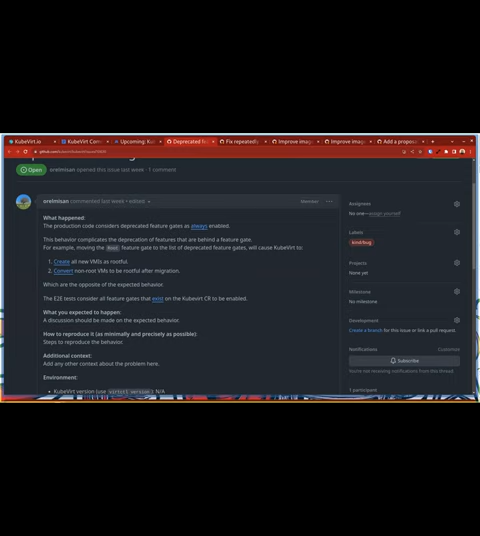 KubeVirt.io
KubeVirt Com
Upcoming: Ku
Deprecated fe
Fix repeatedly
Improve imag
Improve imag
Add a propos
Open
orelmisan opened this issue last week · 1 comment
orelmisan commented last week • edited
Member
What happened:
The production code considers deprecated feature gates as always enabled.
This behavior complicates the deprecation of features that are behind a feature gate.
For example, moving the Root feature gate to the list of deprecated feature gates, will cause KubeVirt to:
1. Create all new VMIs as rootful.
2. Convert non-root VMs to be rootful after migration.
Which are the opposite of the expected behavior.
The E2E tests consider all feature gates that exist on the Kubevirt CR to be enabled.
What you expected to happen:
A discussion should be made on the expected behavior.
How to reproduce it (as minimally and precisely as possible):
Steps to reproduce the behavior.
Additional context:
Add any other context about the problem here.
Environment:
• KubeVirt version (use virtctl version ) N/A
Assignees
No one—assign yourself
Labels
kind/bug
Projects
None yet
Milestone
No milestone
Development
Create a branch for this issue or link a pull request.
Notifications
Customize
Subscribe
You're not receiving notifications from this thread.
1 participant